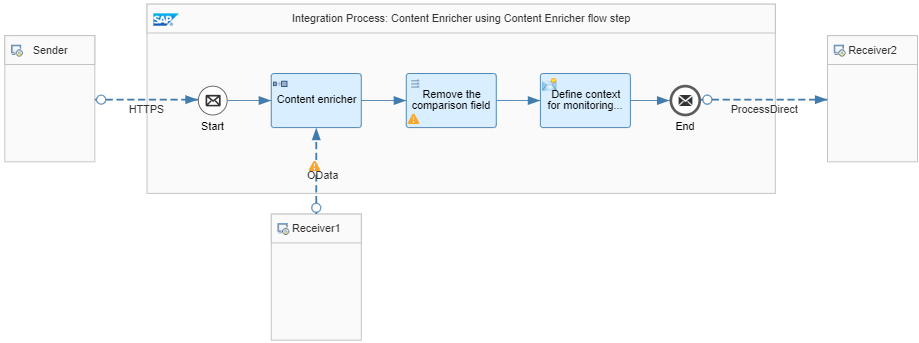 SAP
Integration Process: Content Enricher using Content Enricher flow step
Sender
Receiver2
Content enricher
Remove the
comparison field
Define context
for monitoring...
HTTPS
Start
End
ProcessDirect
OData
Receiver1